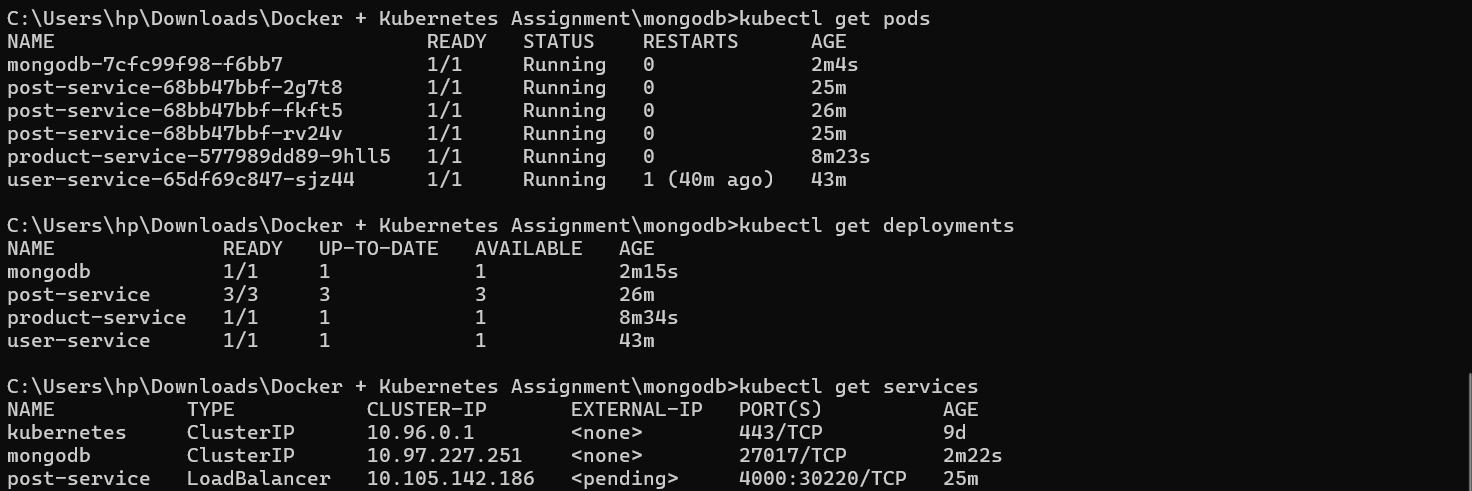 C:\Users\hp\Downloads\Docker + Kubernetes Assignment\mongodb>kubectl get pods
NAME READY STATUS RESTARTS AGE
mongodb-7cfc99f98-f6bb7 1/1 Running 0 2m4s
post-service-68bb47bbf-2g7t8 1/1 Running 0 25m
post-service-68bb47bbf-fkft5 1/1 Running 0 26m
post-service-68bb47bbf-rv24v 1/1 Running 0 25m
product-service-577989dd89-9hll5 1/1 Running 0 8m23s
user-service-65df69c847-sjz44 1/1 Running 1 (40m ago) 43m
C:\Users\hp\Downloads\Docker + Kubernetes Assignment\mongodb>kubectl get deployments
NAME READY UP-TO-DATE AVAILABLE AGE
mongodb 1/1 1 1 2m15s
post-service 3/3 3 3 26m
product-service 1/1 1 1 8m34s
user-service 1/1 1 1 43m
C:\Users\hp\Downloads\Docker + Kubernetes Assignment\mongodb>kubectl get services
NAME TYPE CLUSTER-IP EXTERNAL-IP PORT(S) AGE
kubernetes ClusterIP 10.96.0.1 <none> 443/TCP 9d
mongodb ClusterIP 10.97.227.251 <none> 27017/TCP 2m22s
post-service LoadBalancer 10.105.142.186 <pending> 4000:30220/TCP 25m